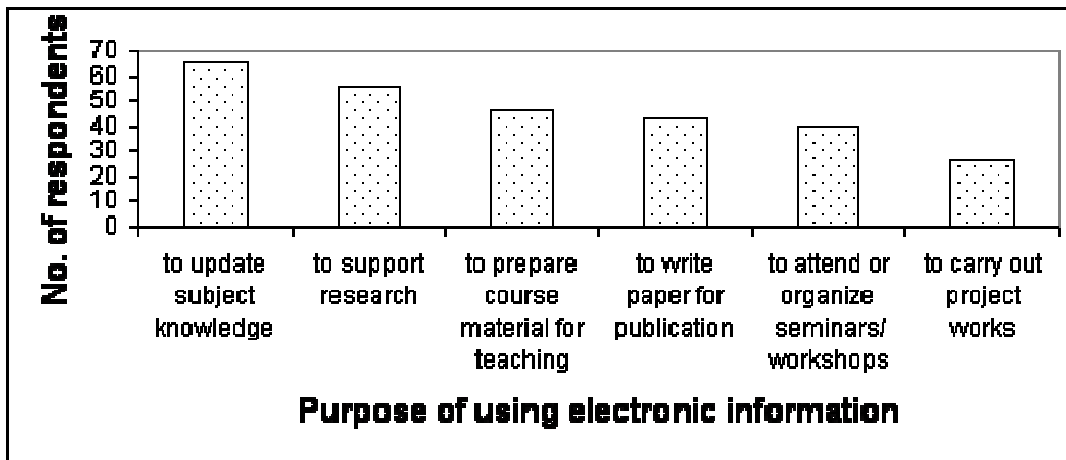 No. of respondents
70
60
50
40
30
20
10
0
to update
subject
knowledge
to support
research
to prepare
course
material for
teaching
to write
paper for
publication
to attend or
organize
seminars/
workshops
to carry out
project
works
Purpose of using electronic information